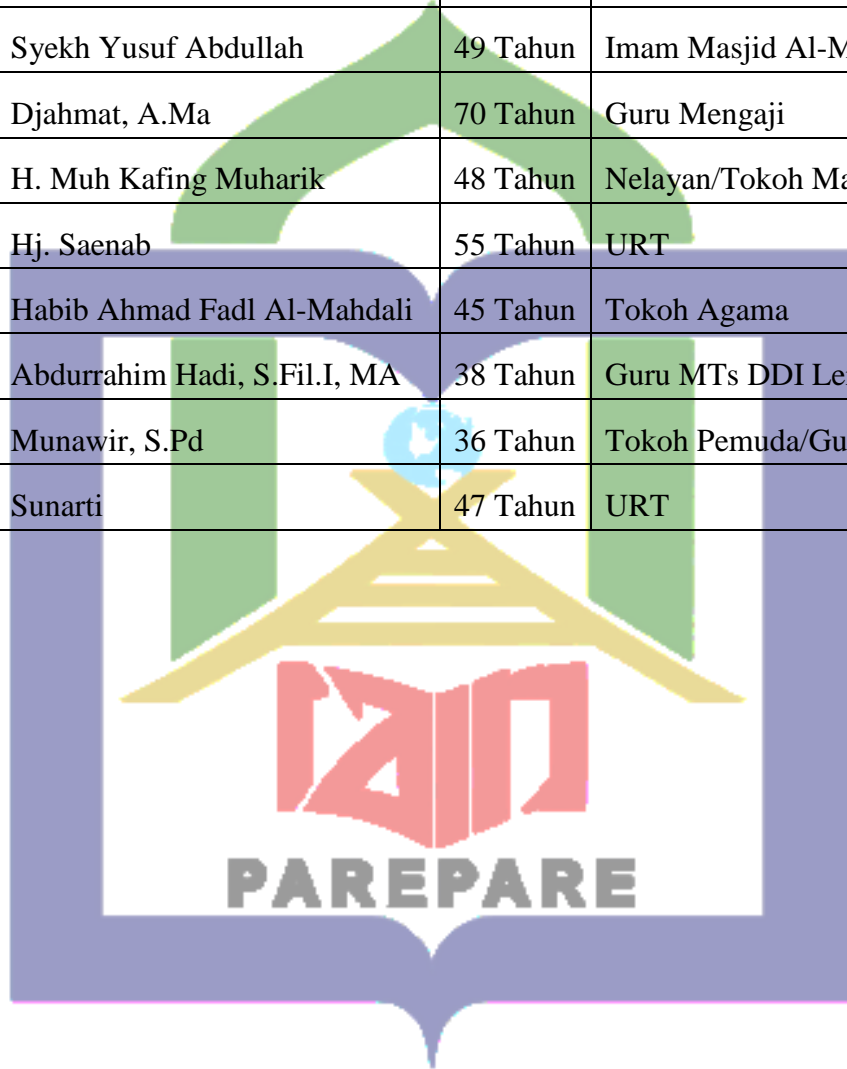 Syekh Yusuf Abdullah 49 Tahun Imam Masjid Al-M
Djahmat, A.Ma 70 Tahun Guru Mengaji
H. Muh Kafing Muharik 48 Tahun Nelayan/Tokoh Ma
Hj. Saenab 55 Tahun URT
Habib Ahmad Fadl Al-Mahdali 45 Tahun Tokoh Agama
Abdurrahim Hadi, S.Fil.I, MA 38 Tahun Guru MTs DDI Le
Munawir, S.Pd 36 Tahun Tokoh Pemuda/Gu
Sunarti 47 Tahun URT
iain
PAREPARE